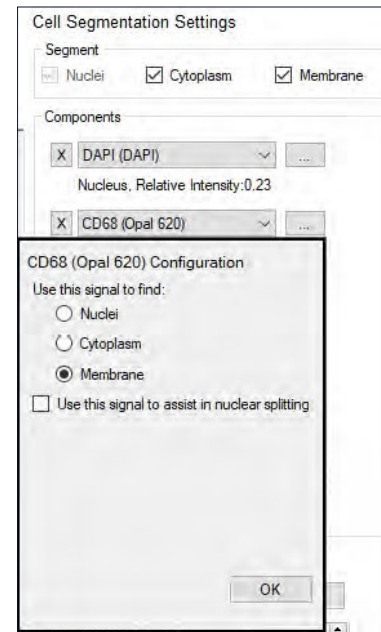 Cell Segmentation Settings
Segment
Nuclei Cytoplasm Membrane
Components
X DAPI (DAPI) ...
Nucleus, Relative Intensity:0.23
X CD68 (Opal 620) ...
CD68 (Opal 620) Configuration
Use this signal to find:
Nuclei
Cytoplasm
Membrane
Use this signal to assist in nuclear splitting
OK